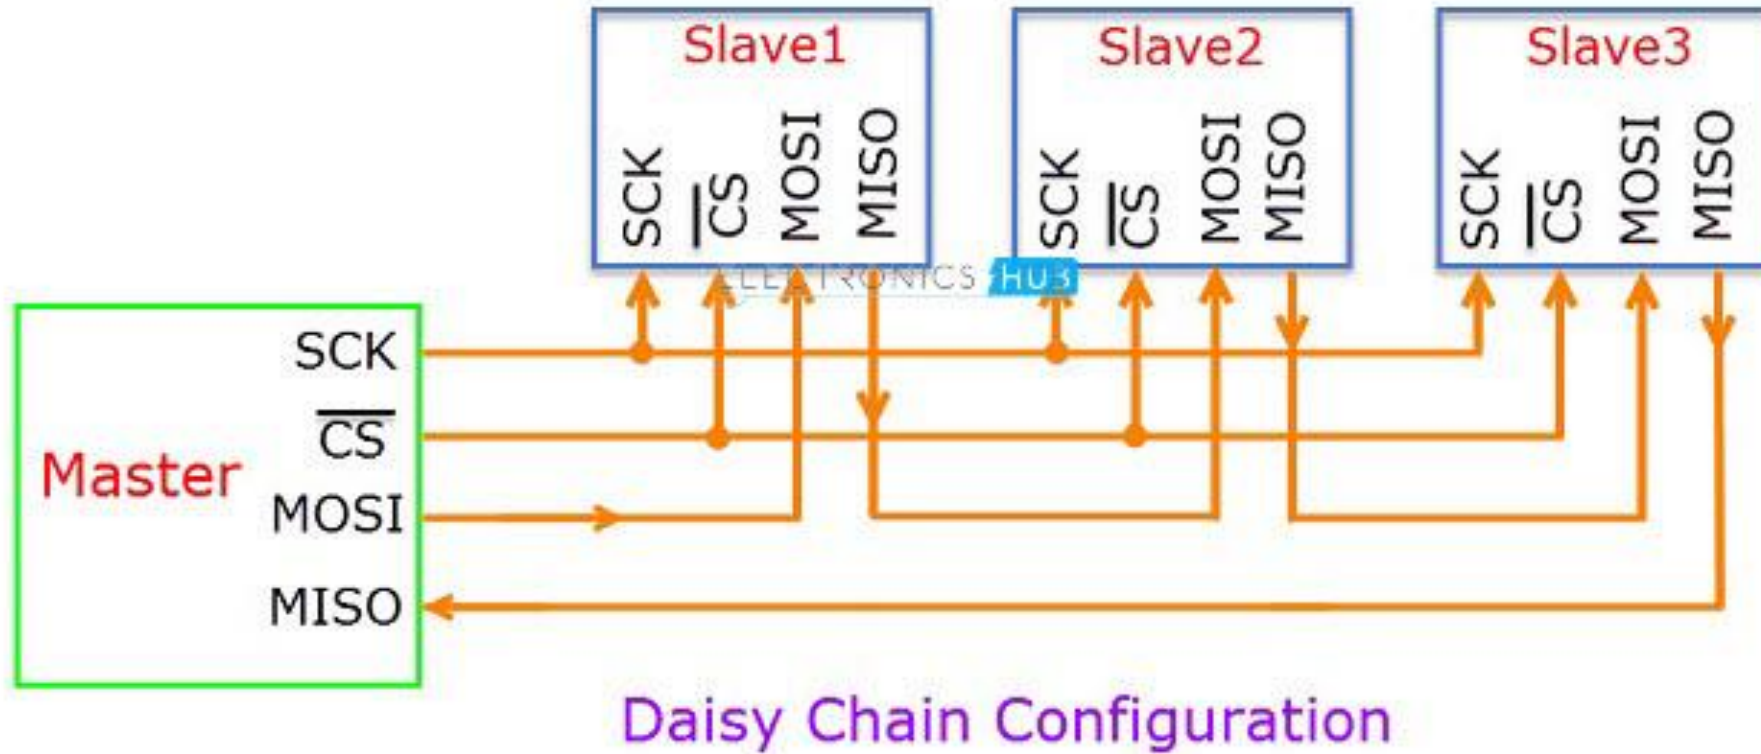 Slave1
SCK
CS
MOSI
MISO
Slave2
SCK
CS
MOSI
MISO
Slave3
SCK
CS
MOSI
MISO
ELECTRONICS HUB
Master
SCK
CS
MOSI
MISO
Daisy Chain Configuration